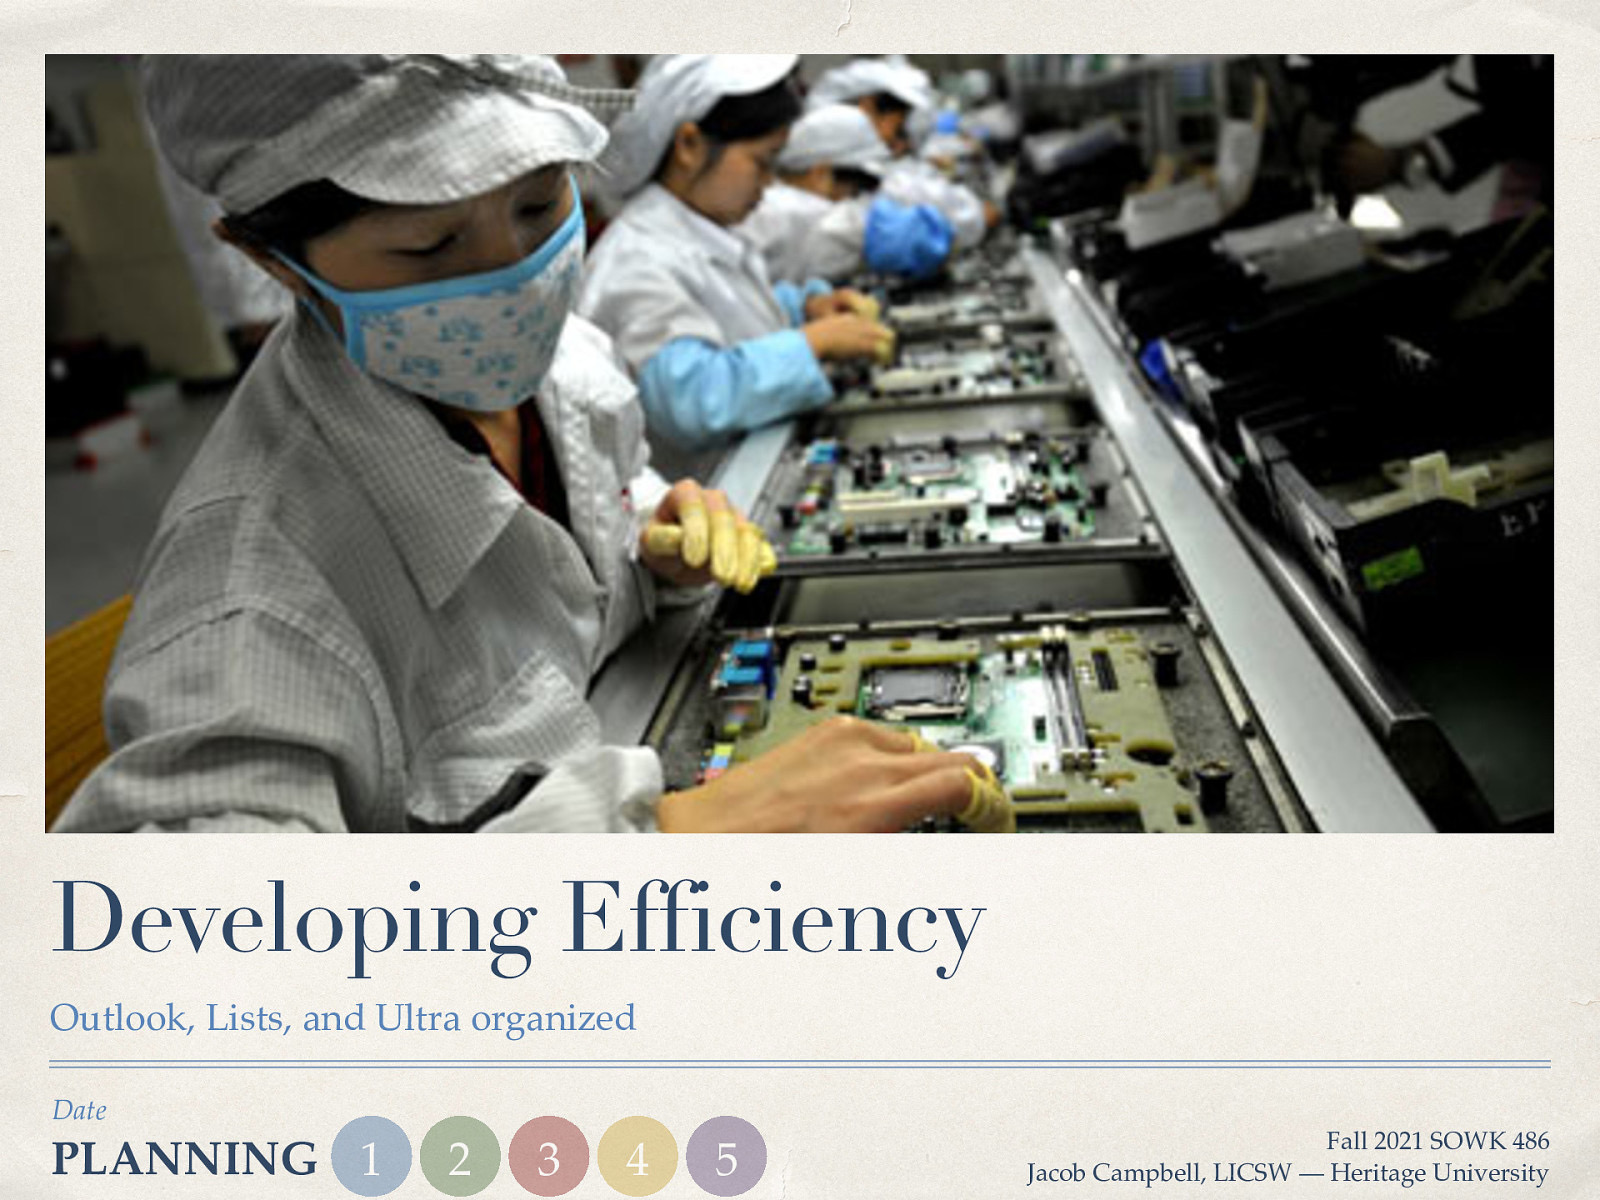 Developing Efficiency
Outlook, Lists, and Ultra organized
Date
PLANNING 1 2 3 4 5
Fall 2021 SOWK 486
Jacob Campbell, LICSW — Heritage University